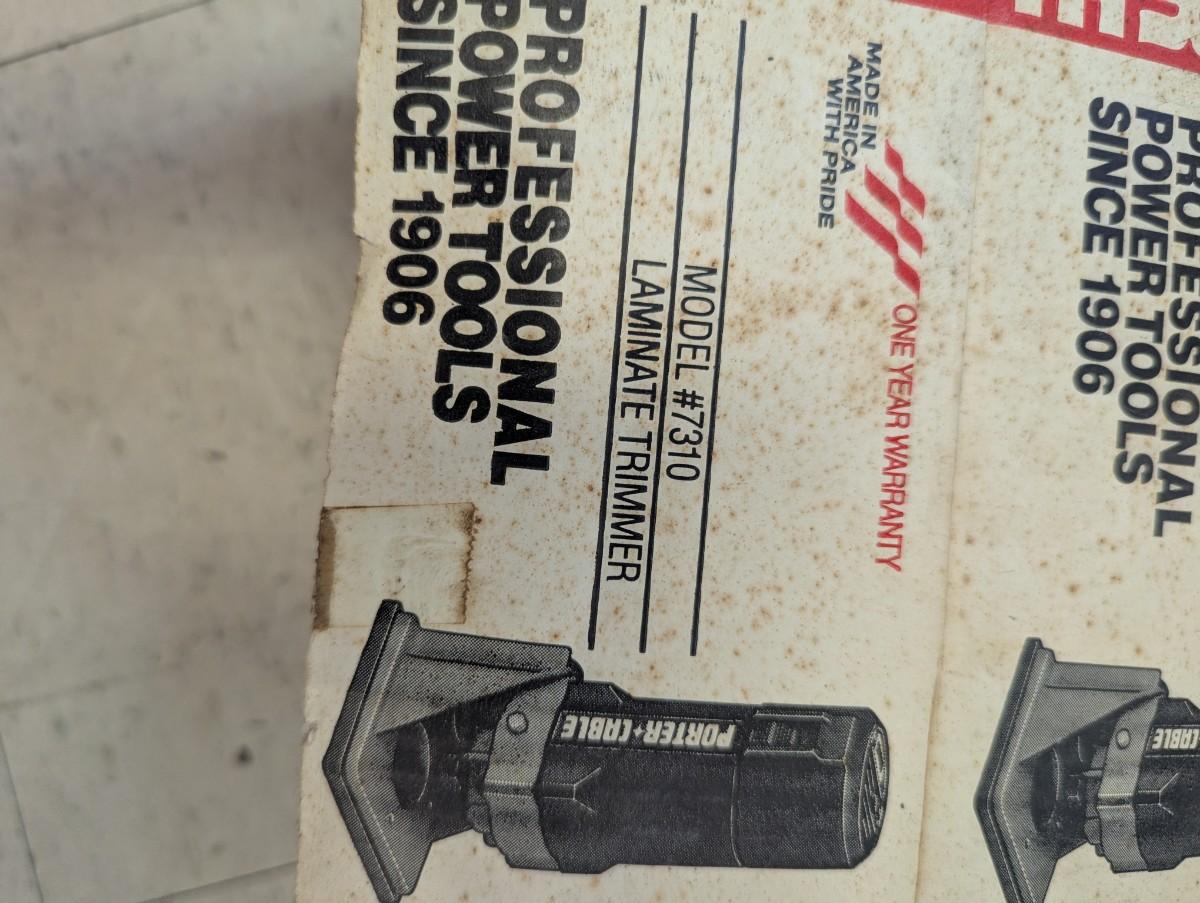 PROFESSIONAL
POWER TOOLS
SINCE 1906
MODEL #7310
LAMINATE TRIMMER
MADE IN
AMERICA
WITH PRIDE
ONE YEAR WARRANTY
PORTER+CABLE
PROFESSIONAL
POWER TOOLS
SINCE 1906
CABLE